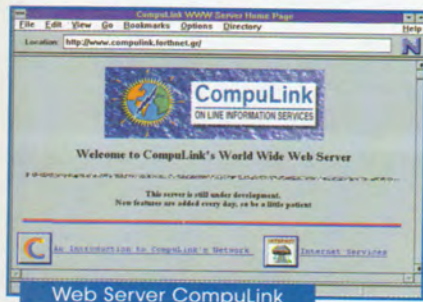 CompuLink WWW Server Home Page
File Edit View Go Bookmarks Options Directory Help
Location: http://www.compulink.forthnet.gr/
N
CompuLink
ON LINE INFORMATION SERVICES
Welcome to CompuLink's World Wide Web Server
This server is still under development.
New features are added every day, so be a little patient
C An Introduction to CompuLink's Network INTERNET Internet Services
Web Server CompuLink